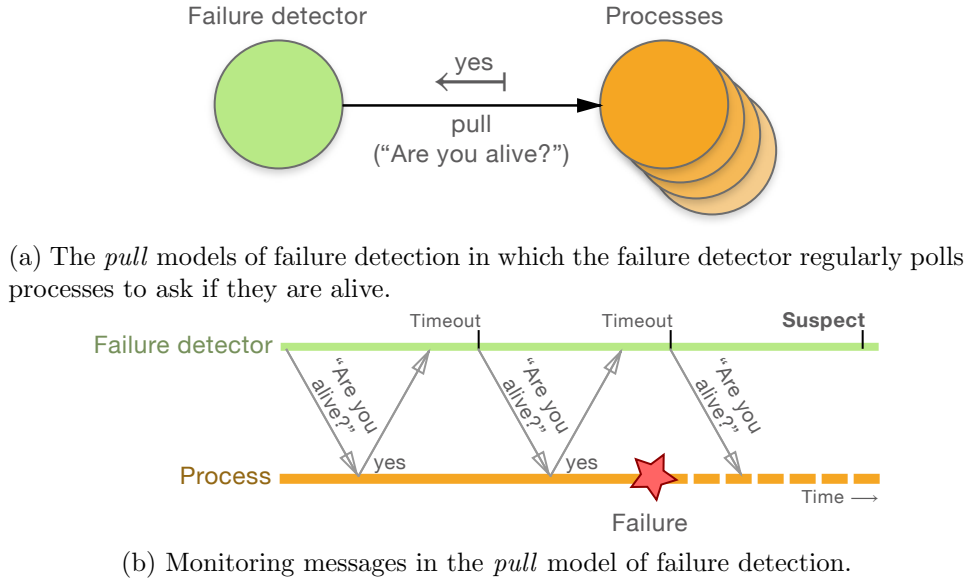 Failure detector
Processes
yes
pull
(“Are you alive?”)
(a) The pull models of failure detection in which the failure detector regularly polls
processes to ask if they are alive.
Timeout
Timeout
Suspect
Failure detector
“Are you
alive?”
“Are you
alive?”
“Are you
alive?”
yes
yes
Process
Time
Failure
(b) Monitoring messages in the pull model of failure detection.